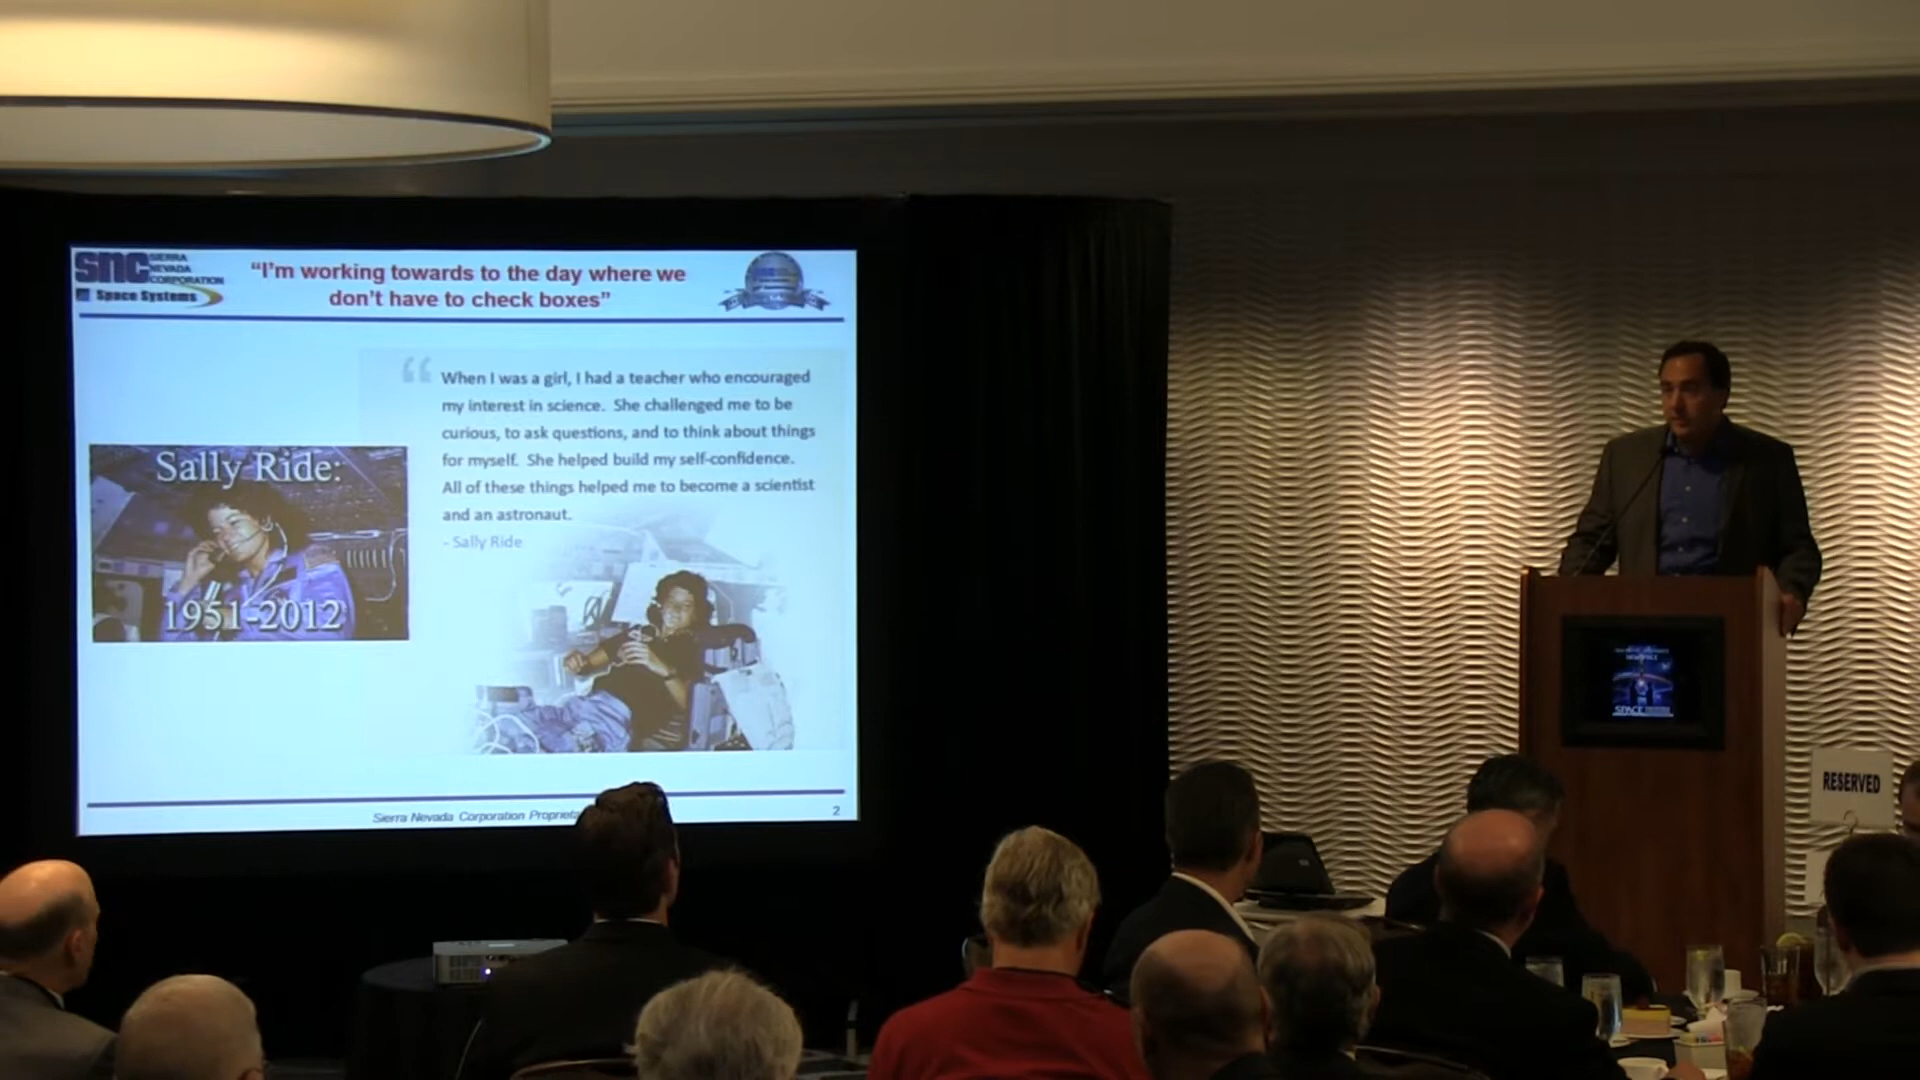 SNC SIERRA
NEVADA
CORPORATION
Space Systems
“I'm working towards to the day where we
don't have to check boxes”
“ When I was a girl, I had a teacher who encouraged
my interest in science. She challenged me to be
curious, to ask questions, and to think about things
for myself. She helped build my self-confidence.
All of these things helped me to become a scientist
and an astronaut.
- Sally Ride
Sally Ride:
1951-2012
Sierra Nevada Corporation
2
SPACE
RESERVED